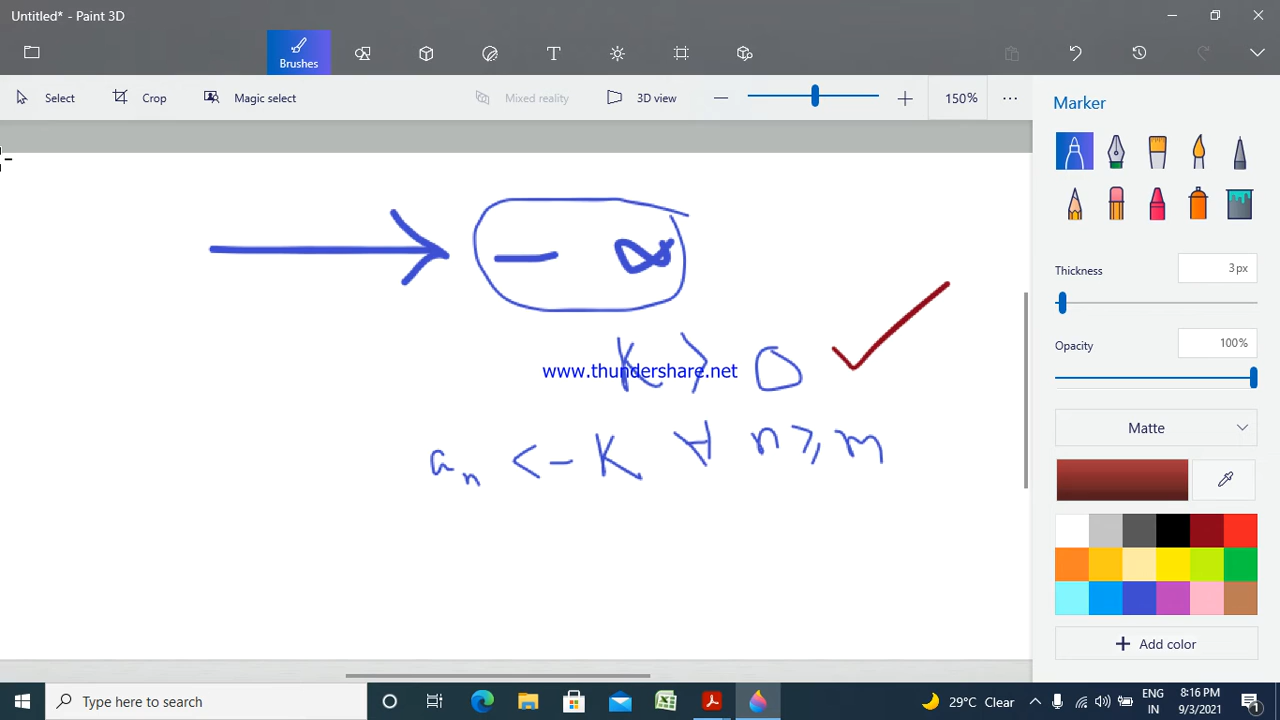 Untitled* - Paint 3D
Brushes
Select
Crop
Magic select
Mixed reality
3D view
150%
Marker
→ - ∞
Thickness
3px
K > 0
www.thundershare.net
Opacity
100%
aₙ < - K ∀ n ≥ m
Matte
Add color
Type here to search
29°C Clear
ENG
IN
8:16 PM
9/3/2021
1